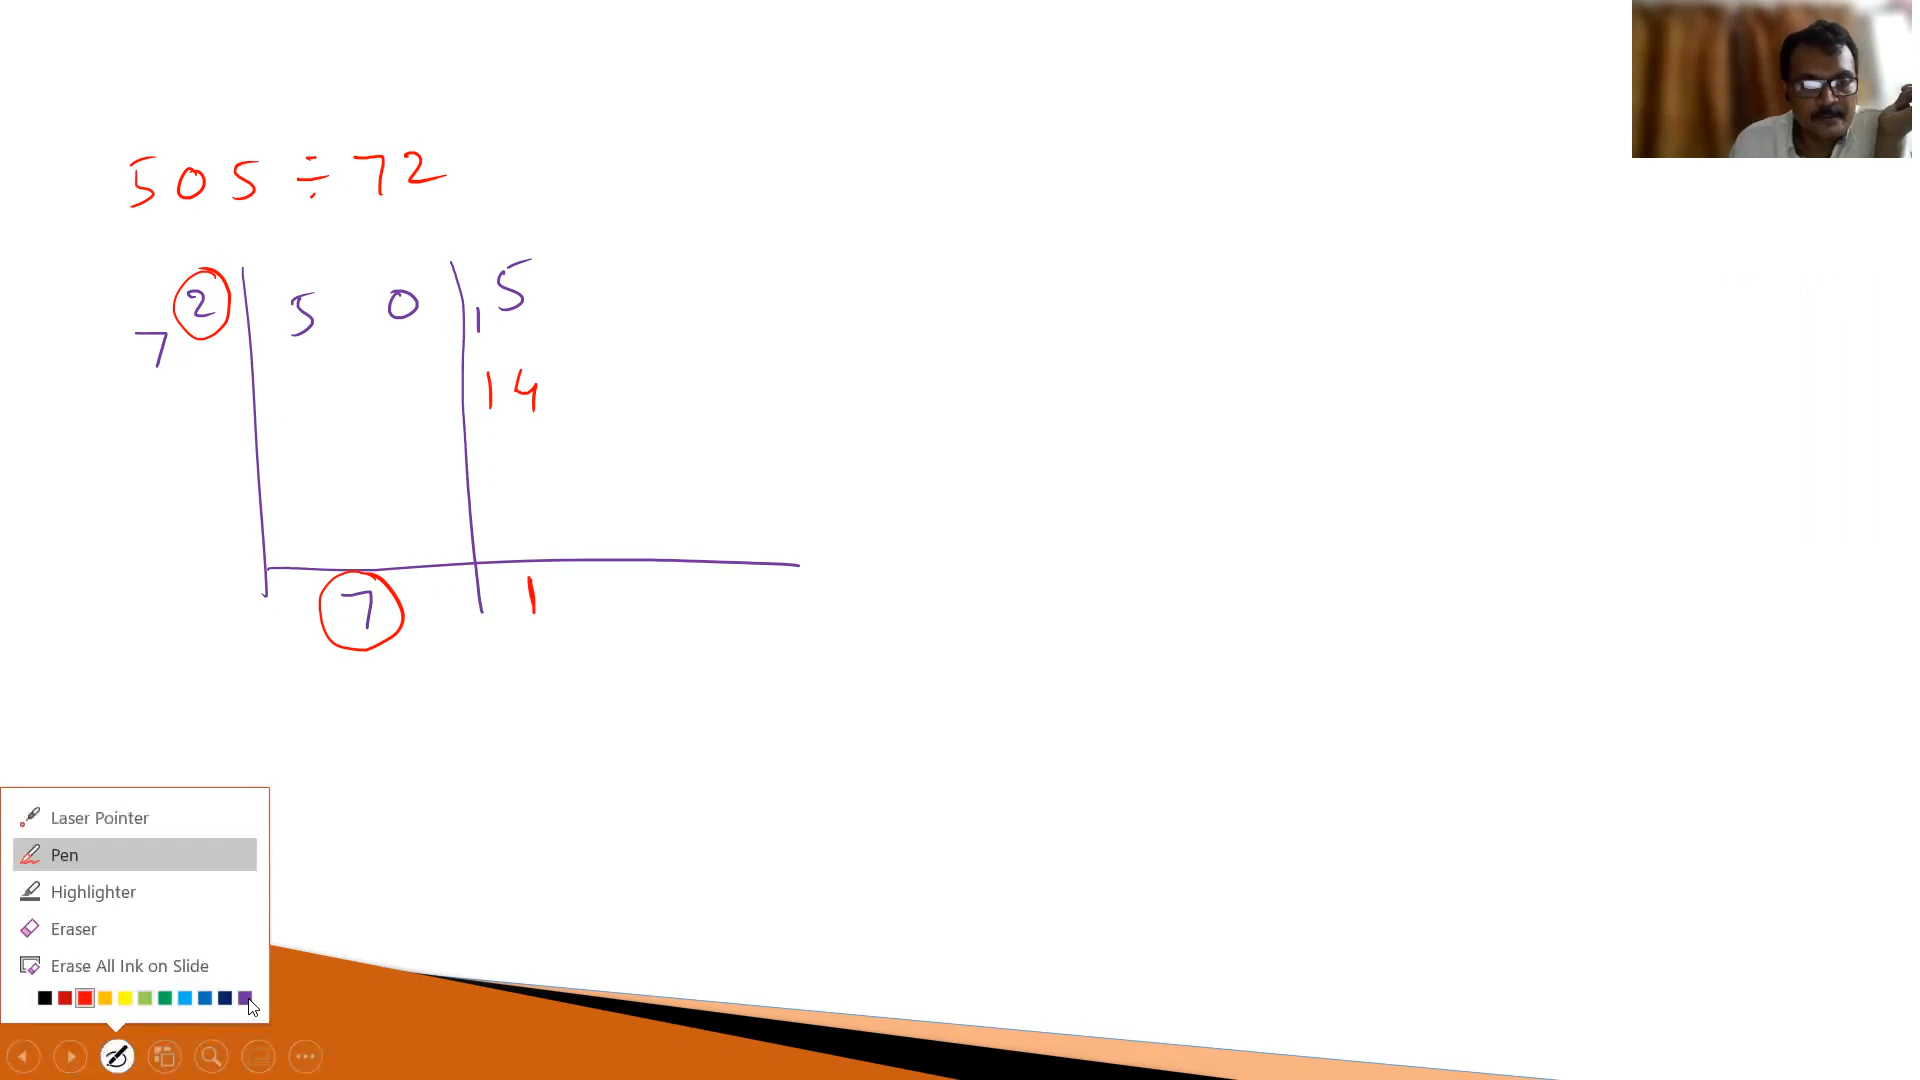 505 ÷ 72
2 5 0 1 5
7
14
7 1
Laser Pointer
Pen
Highlighter
Eraser
Erase All Ink on Slide